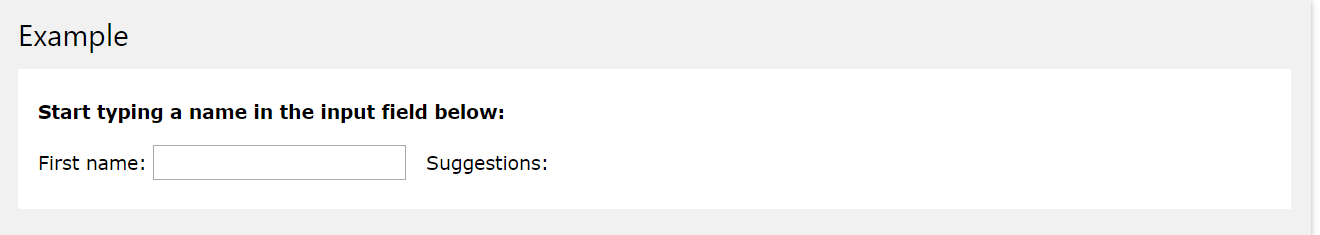 Example
Start typing a name in the input field below:
First name: Suggestions: